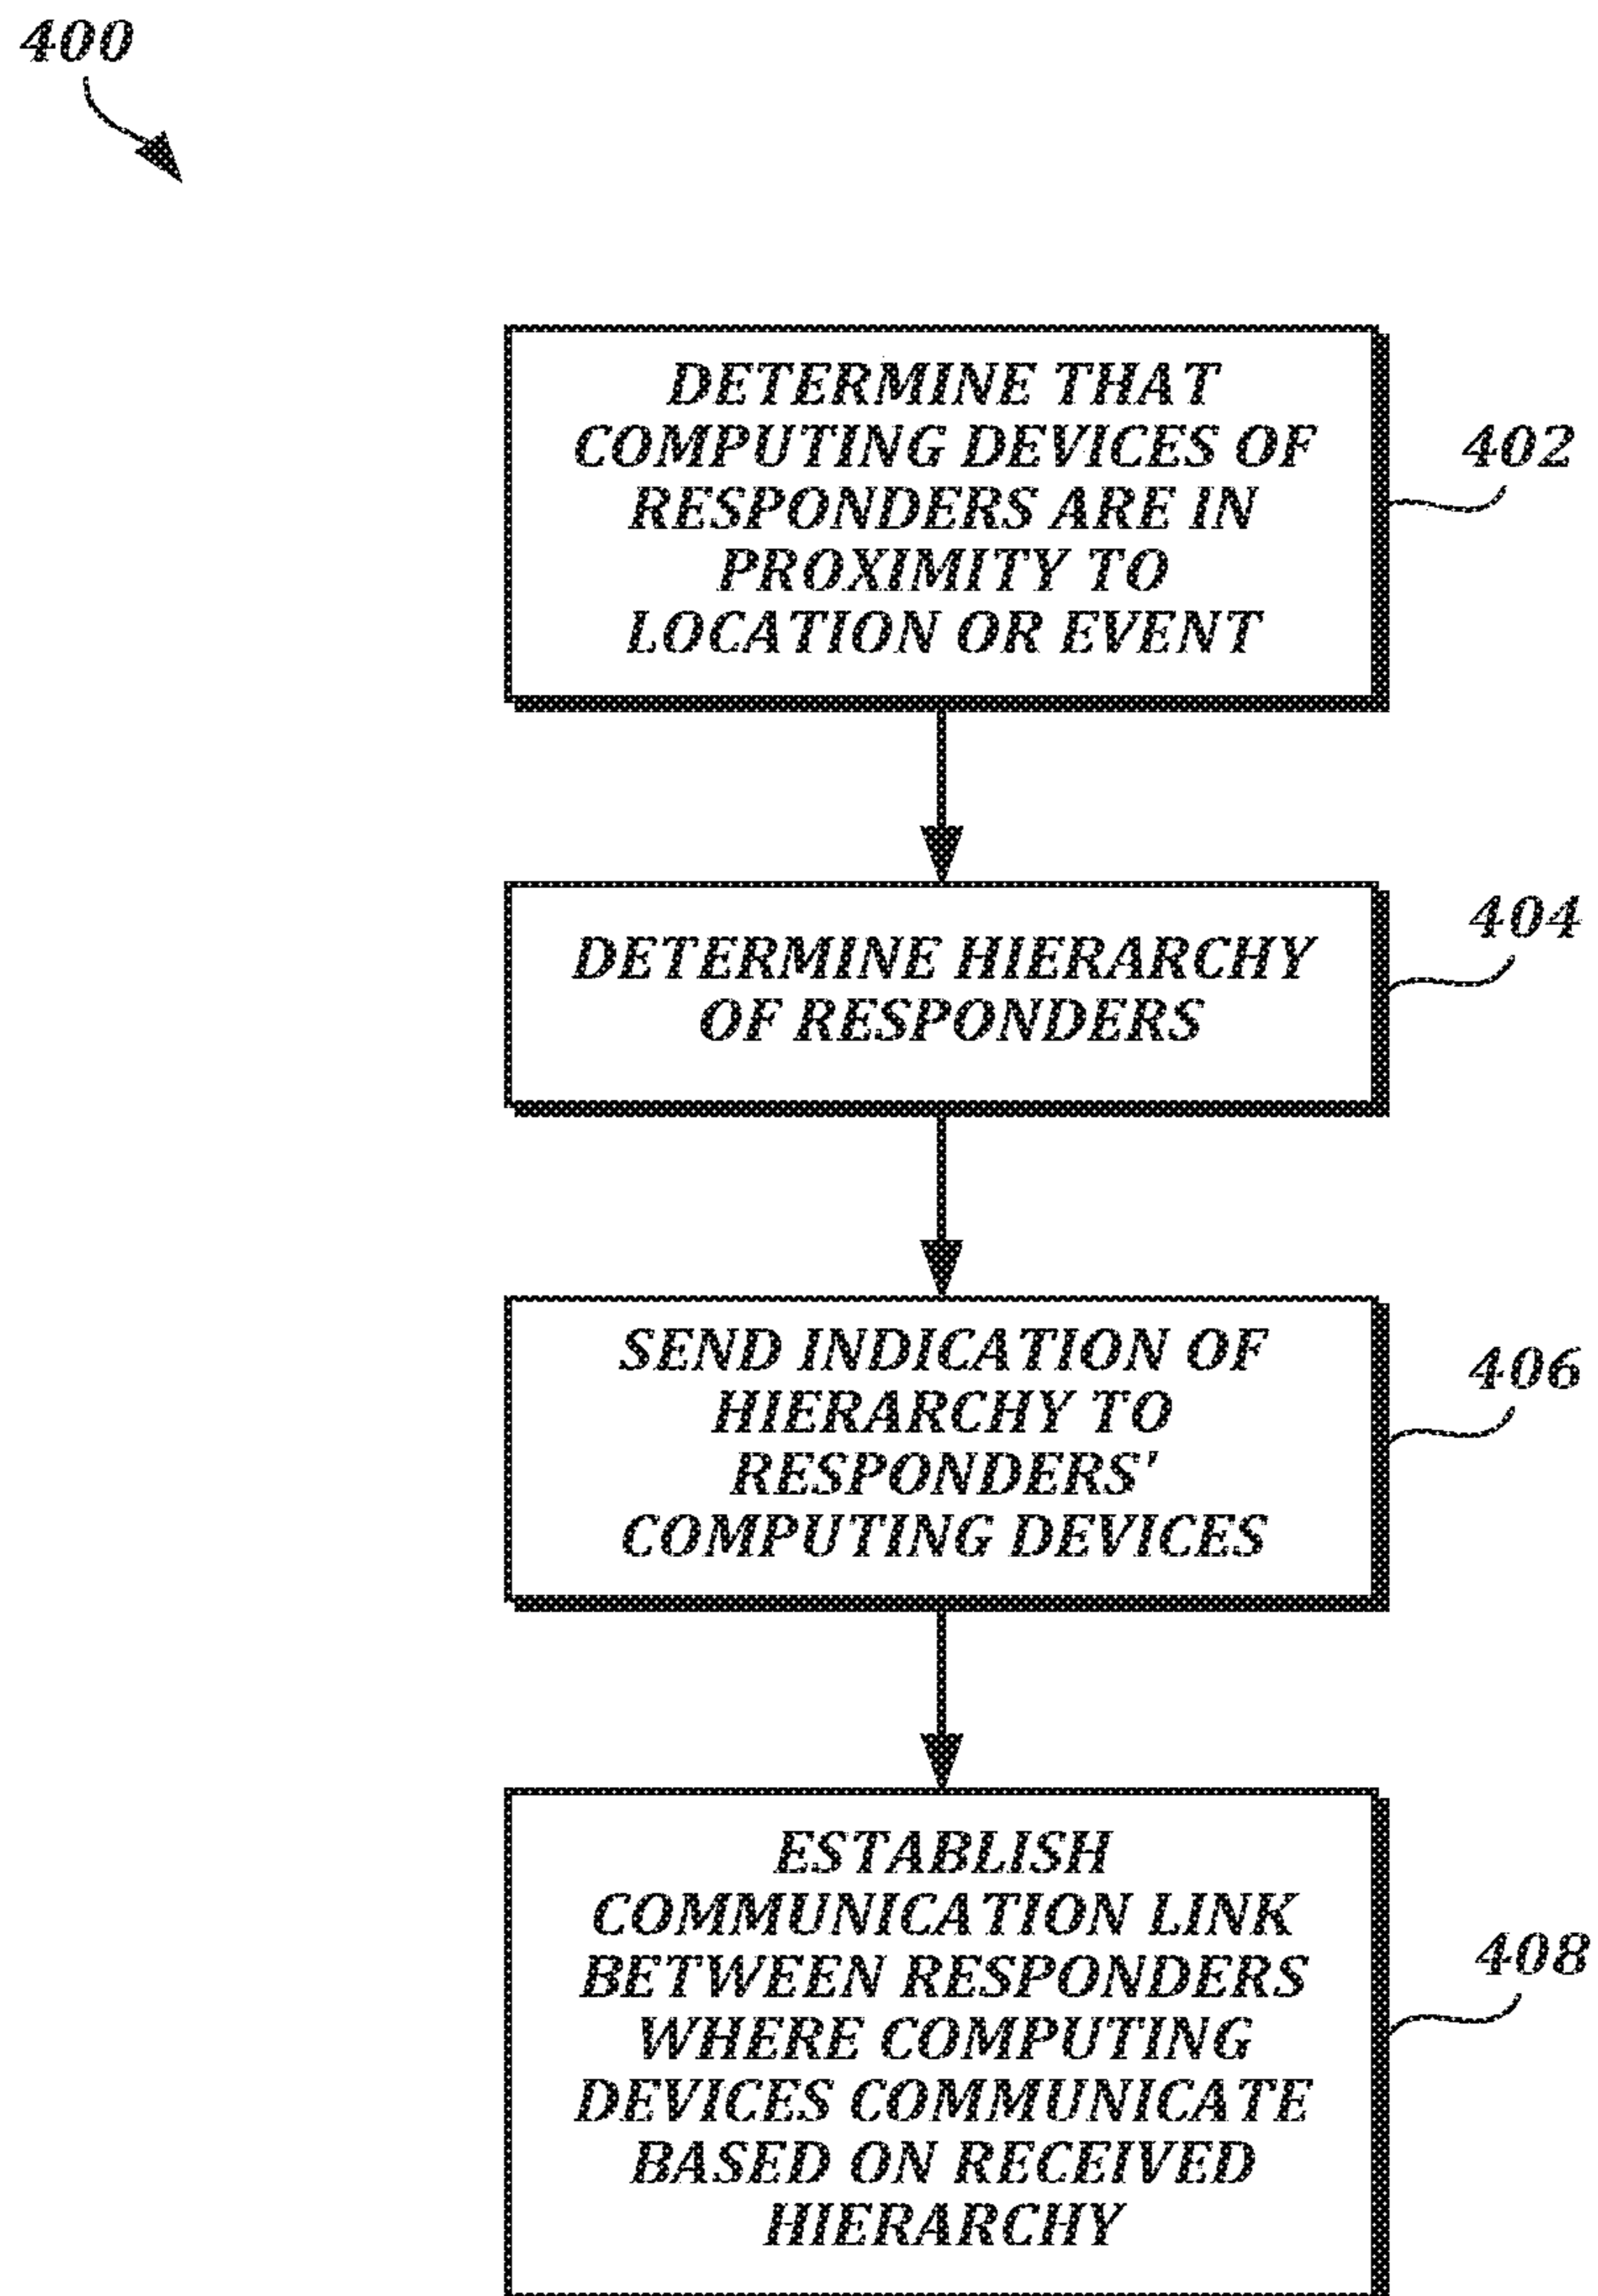 400
DETERMINE THAT
COMPUTING DEVICES OF
RESPONDERS ARE IN
PROXIMITY TO
LOCATION OR EVENT
402
DETERMINE HIERARCHY
OF RESPONDERS
404
SEND INDICATION OF
HIERARCHY TO
RESPONDERS'
COMPUTING DEVICES
406
ESTABLISH
COMMUNICATION LINK
BETWEEN RESPONDERS
WHERE COMPUTING
DEVICES COMMUNICATE
BASED ON RECEIVED
HIERARCHY
408